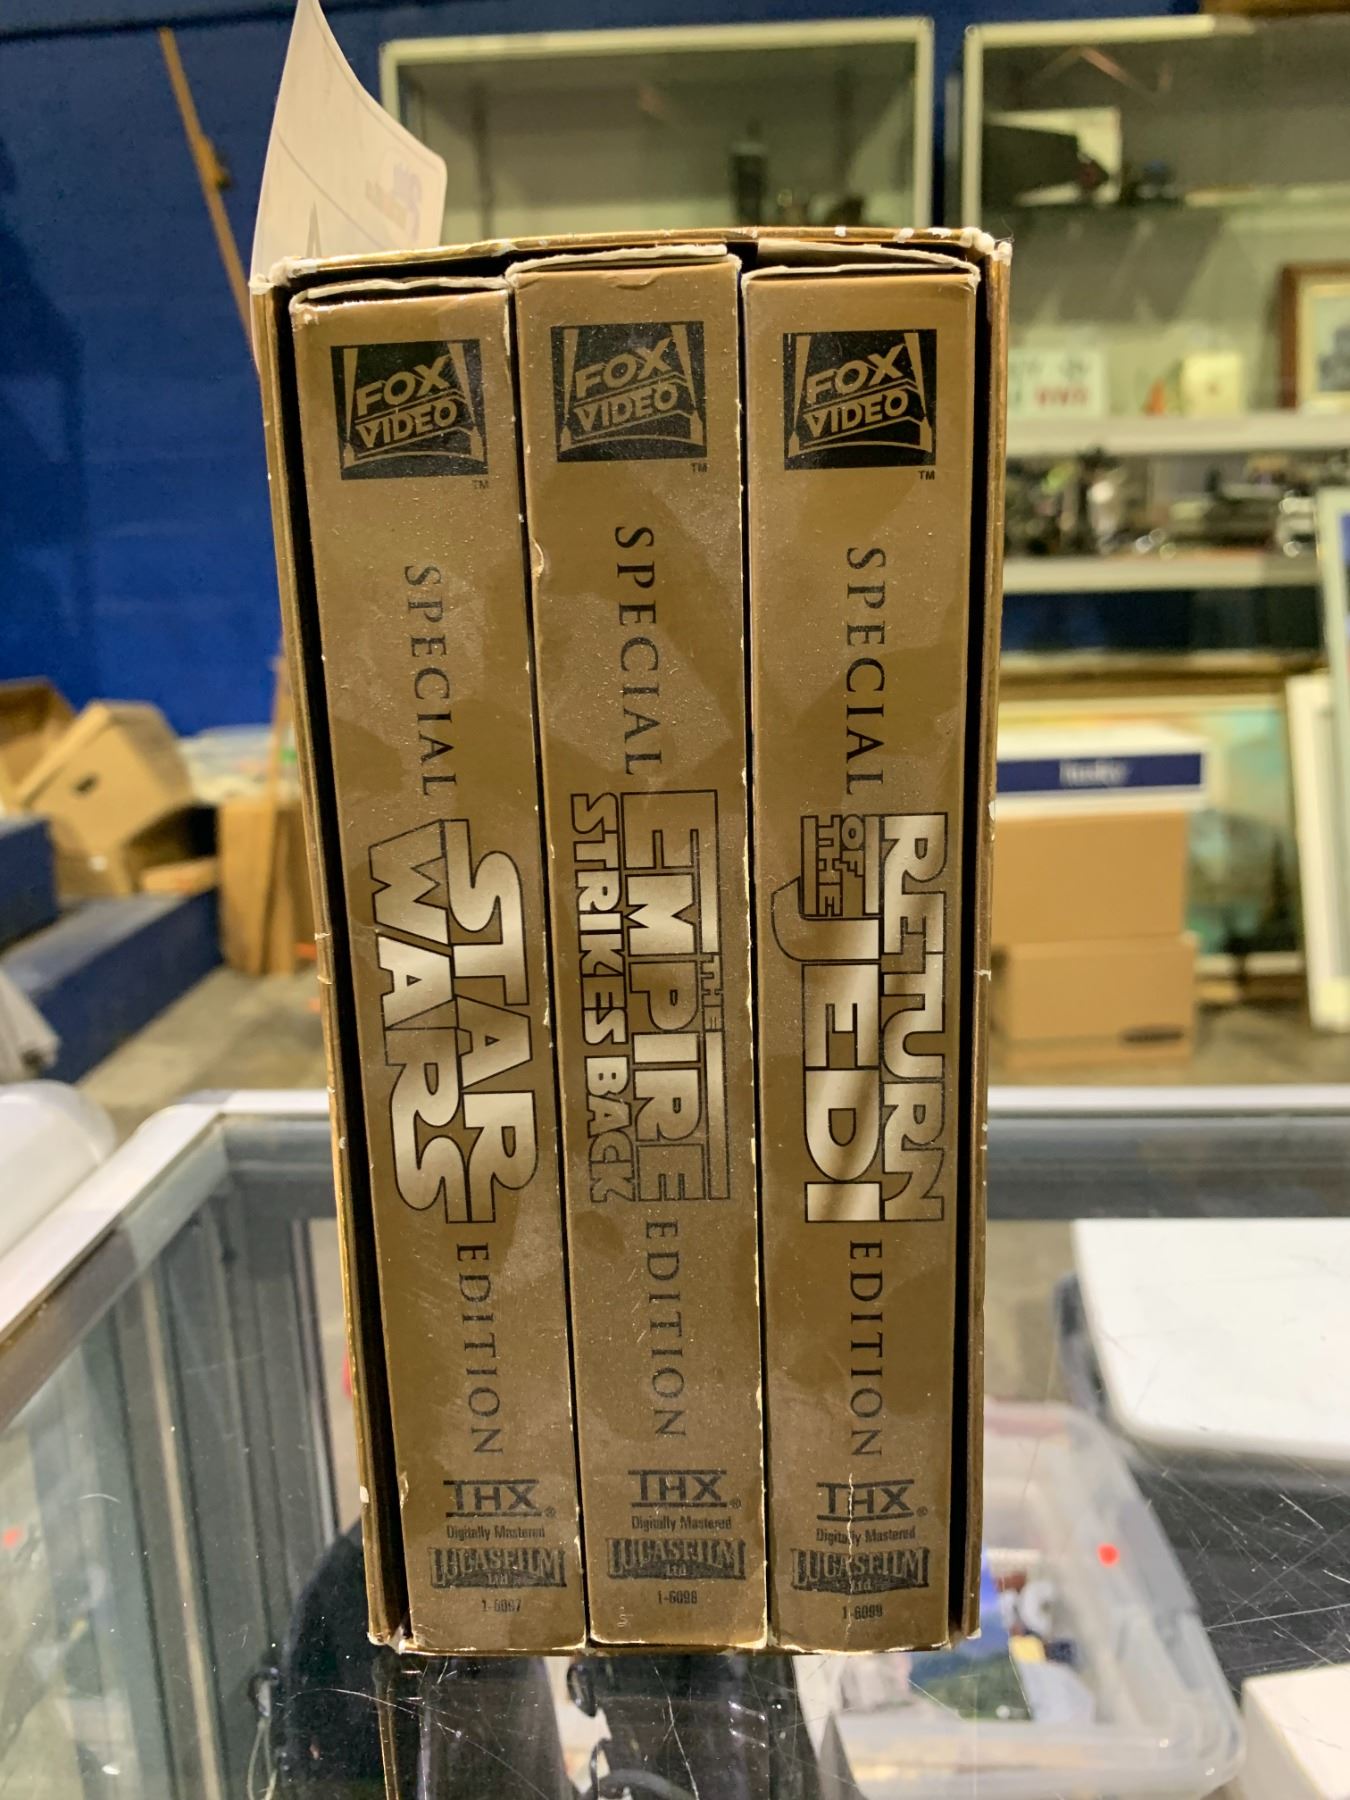 FOX
VIDEO
TM
SPECIAL
STAR
WARS
EDITION
THX®
Digitally Mastered
LUCASFILM
Ltd
1-6097
FOX
VIDEO
TM
SPECIAL
THE
EMPIRE
STRIKES BACK
EDITION
THX®
Digitally Mastered
LUCASFILM
Ltd
1-6098
FOX
VIDEO
TM
SPECIAL
RETURN
OF
THE
JEDI
EDITION
THX®
Digitally Mastered
LUCASFILM
Ltd
1-6099